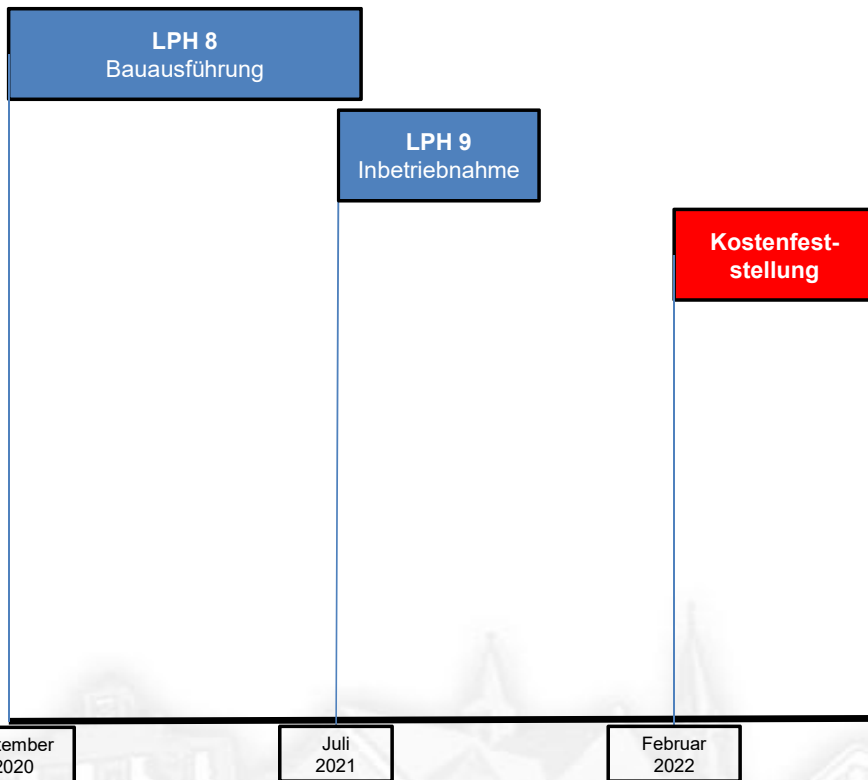 LPH 8
Bauausführung
LPH 9
Inbetriebnahme
Kostenfest-
stellung
tember
2020
Juli
2021
Februar
2022